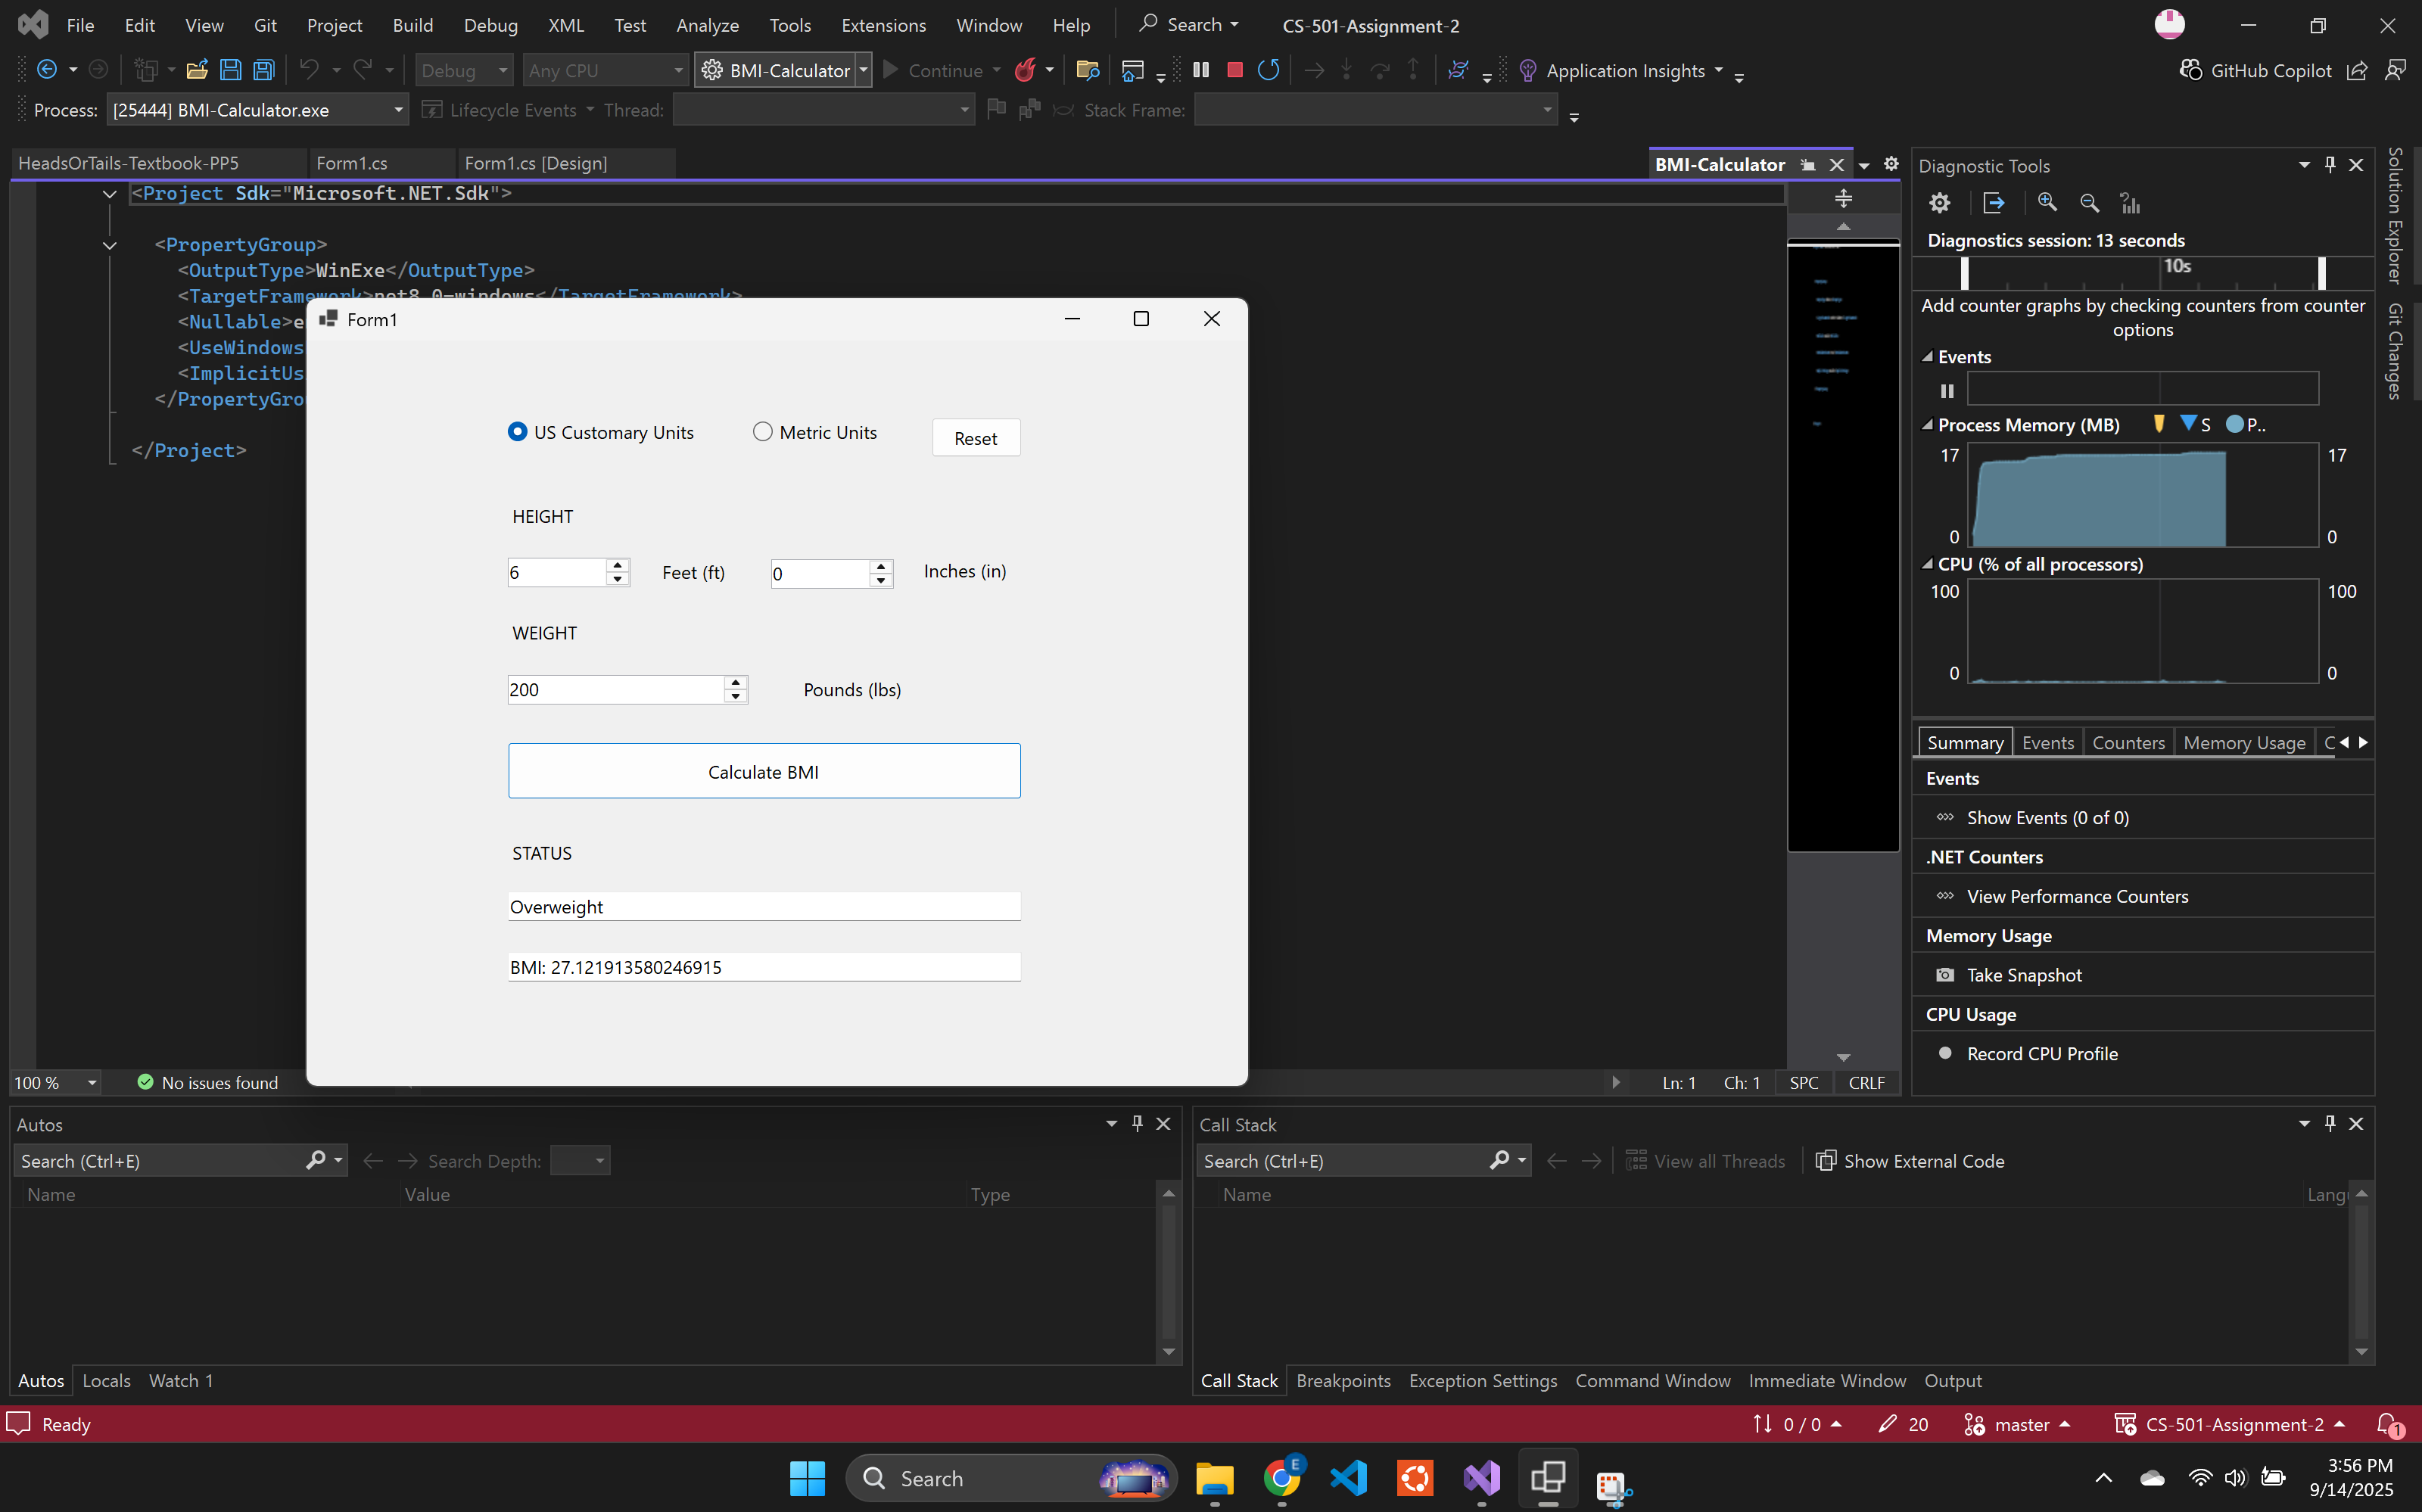 File Edit View Git Project Build Debug XML Test Analyze Tools Extensions Window Help Search CS-501-Assignment-2
Debug Any CPU BMI-Calculator Continue Application Insights GitHub Copilot
Process: [25444] BMI-Calculator.exe Lifecycle Events Thread: Stack Frame:
HeadsOrTails-Textbook-PP5 Form1.cs Form1.cs [Design] BMI-Calculator
<Project Sdk="Microsoft.NET.Sdk">
<PropertyGroup>
<OutputType>WinExe</OutputType>
<TargetFramework>net8.0-windows</TargetFramework>
<Nullable>e
<UseWindows
<ImplicitUs
</PropertyGro
</Project>
Form1
US Customary Units Metric Units Reset
HEIGHT
6 Feet (ft) 0 Inches (in)
WEIGHT
200 Pounds (lbs)
Calculate BMI
STATUS
Overweight
BMI: 27.121913580246915
100 % No issues found Ln: 1 Ch: 1 SPC CRLF
Diagnostic Tools
Diagnostics session: 13 seconds
10s
Add counter graphs by checking counters from counter
options
Events
Process Memory (MB) S P..
17 17
0 0
CPU (% of all processors)
100 100
0 0
Summary Events Counters Memory Usage C
Events
Show Events (0 of 0)
.NET Counters
View Performance Counters
Memory Usage
Take Snapshot
CPU Usage
Record CPU Profile
Solution Explorer
Git Changes
Autos
Search (Ctrl+E) Search Depth:
Name Value Type
Autos Locals Watch 1
Call Stack
Search (Ctrl+E) View all Threads Show External Code
Name Langu
Call Stack Breakpoints Exception Settings Command Window Immediate Window Output
Ready 0 / 0 20 master CS-501-Assignment-2 1
Search E 3:56 PM
9/14/2025